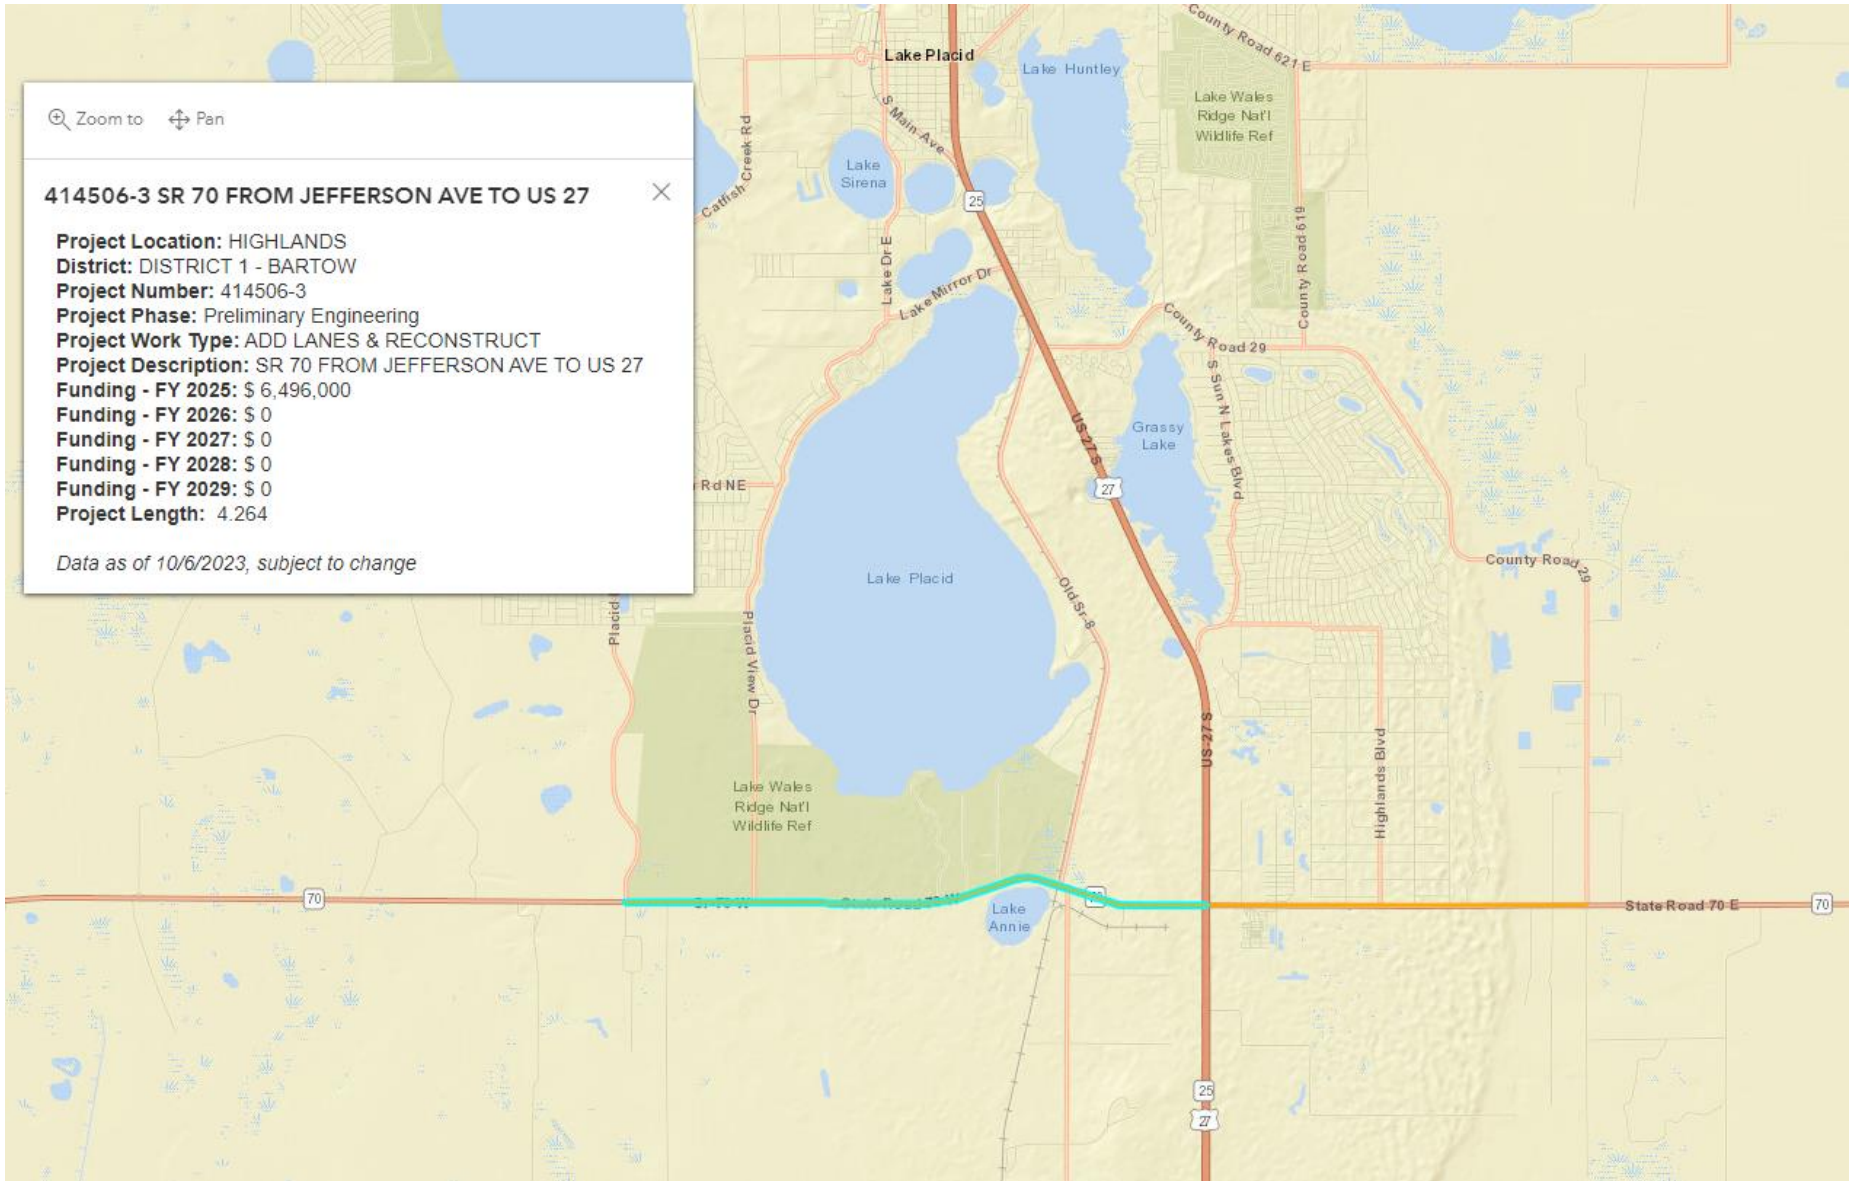 Zoom to Pan
414506-3 SR 70 FROM JEFFERSON AVE TO US 27
Project Location: HIGHLANDS
District: DISTRICT 1 - BARTOW
Project Number: 414506-3
Project Phase: Preliminary Engineering
Project Work Type: ADD LANES & RECONSTRUCT
Project Description: SR 70 FROM JEFFERSON AVE TO US 27
Funding - FY 2025: $ 6,496,000
Funding - FY 2026: $ 0
Funding - FY 2027: $ 0
Funding - FY 2028: $ 0
Funding - FY 2029: $ 0
Project Length: 4.264
Data as of 10/6/2023, subject to change
Lake Placid
Lake Huntley
County Road 621 E
Lake Wales
Ridge Nat'l
Wildlife Ref
S Main Ave
Catfish Creek Rd
Lake
Sirena
25
Lake Dr E
Lake Mirror Dr
County Road 619
County Road 29
S Sun N Lakes Blvd
US 27 S
Grassy
Lake
27
Rd NE
County Road 29
Lake Placid
Old Sr-8
Placid
Placid View Dr
US 27 S
Highlands Blvd
Lake Wales
Ridge Nat'l
Wildlife Ref
70
Sr 70 W
State Road 70 W
70
Lake
Annie
State Road 70 E
70
25
27